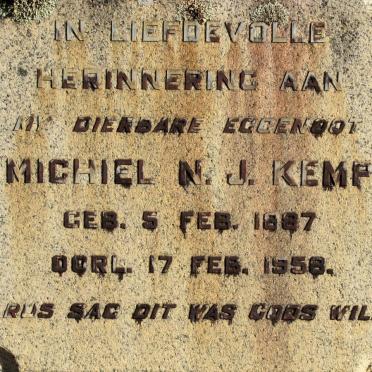 IN LIEFDEVOLLE
HERINNERING AAN
MY DIERBARE EGGENOOT
MICHIEL N. J. KEMP
GEB. 5 FEB. 1887
OORL. 17 FEB. 1958.
RUS SAG DIT WAS GODS WIL